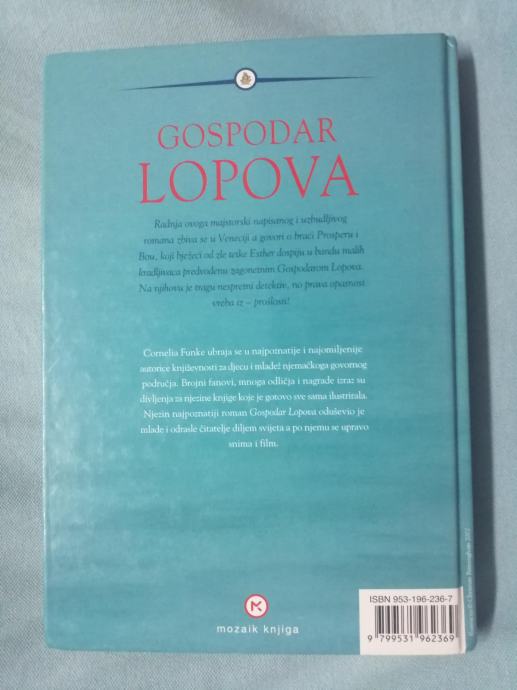 GOSPODAR
LOPOVA
Radnja ovoga majstorski napisanog i uzbudljivog
romana zbiva se u Veneciji a govori o braći Prosperu i
Bou, koji bježeći od zle tetke Esther dospiju u bandu malih
kradljivaca predvođenu zagonetnim Gospodarom Lopova.
Na njihovu je tragu nespretni detektiv, no prava opasnost
vreba iz – prošlosti!
Cornelia Funke ubraja se u najpoznatije i najomiljenije
autorice književnosti za djecu i mladež njemačkoga govornog
područja. Brojni fanovi, mnoga odličja i nagrade izraz su
divljenja za njezine knjige koje je gotovo sve sama ilustrirala.
Njezin najpoznatiji roman Gospodar Lopova oduševio je
mlade i odrasle čitatelje diljem svijeta a po njemu se upravo
snima i film.
mozaik knjiga
ISBN 953-196-236-7
9 799531 962369